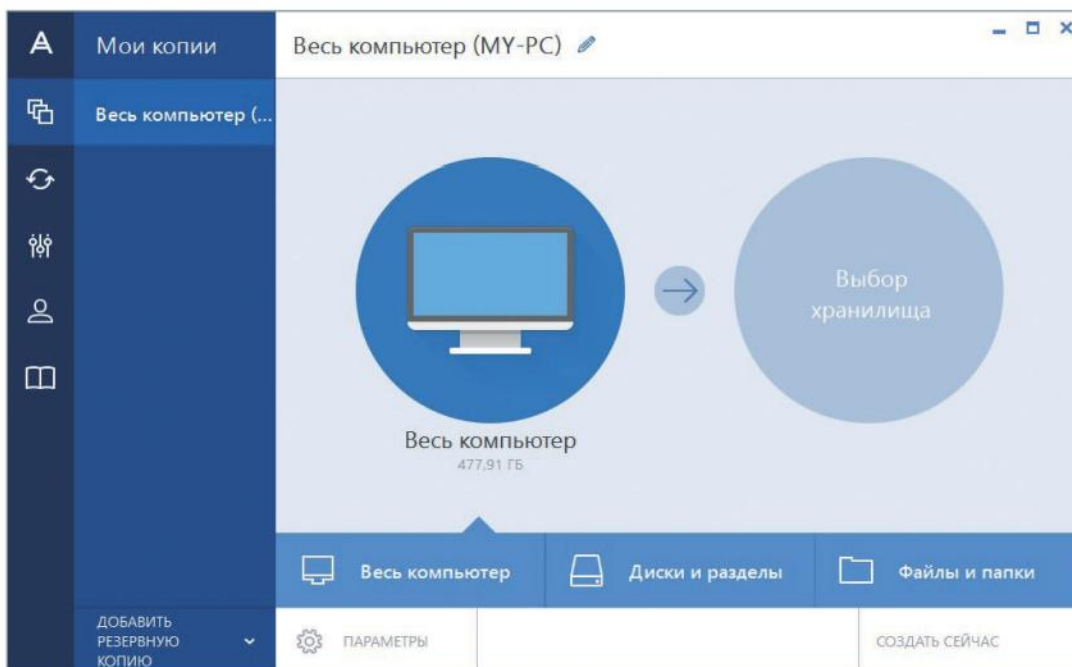 Мои копии
Весь компьютер (MY-PC)
Весь компьютер (...
Выбор
хранилища
Весь компьютер
477,91 ГБ
Весь компьютер
Диски и разделы
Файлы и папки
ДОБАВИТЬ
РЕЗЕРВНУЮ
КОПИЮ
ПАРАМЕТРЫ
СОЗДАТЬ СЕЙЧАС